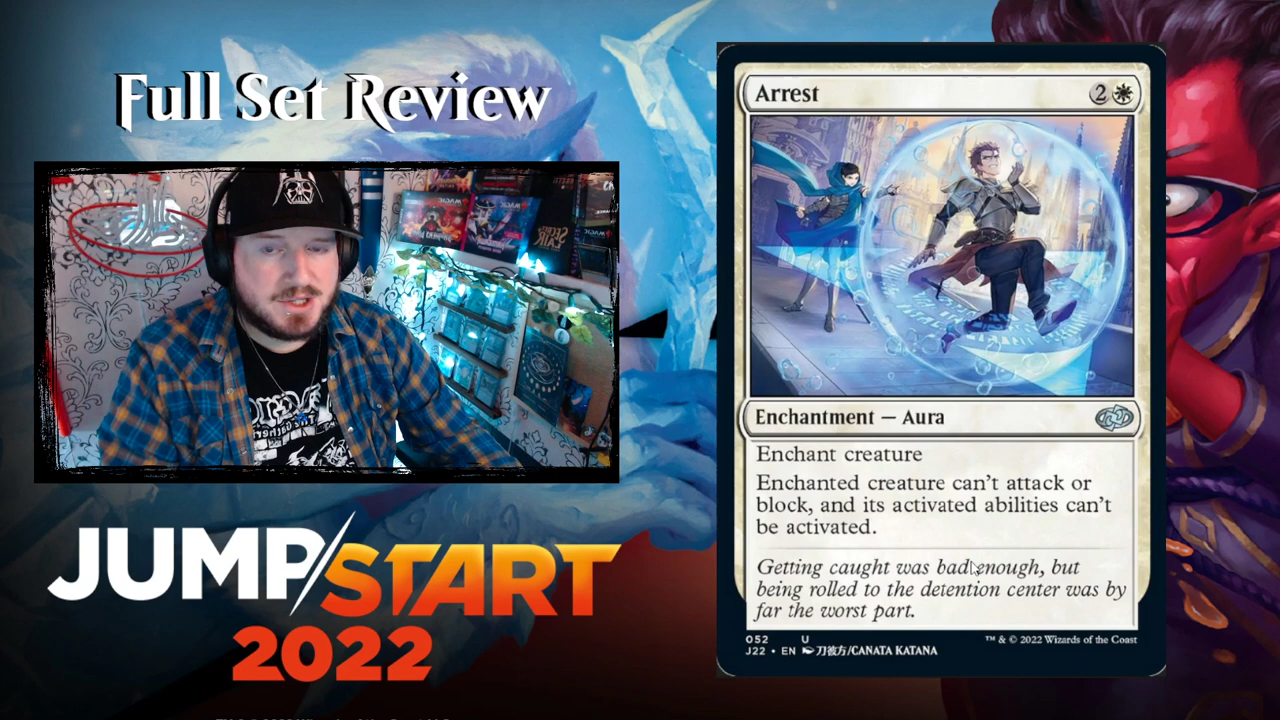 Full Set Review
JUMP/START
2022
Arrest
2
Enchantment — Aura
Enchant creature
Enchanted creature can't attack or
block, and its activated abilities can't
be activated.
Getting caught was bad enough, but
being rolled to the detention center was by
far the worst part.
052 U
J22 • EN 刀彼方/CANATA KATANA
™ & © 2022 Wizards of the Coast